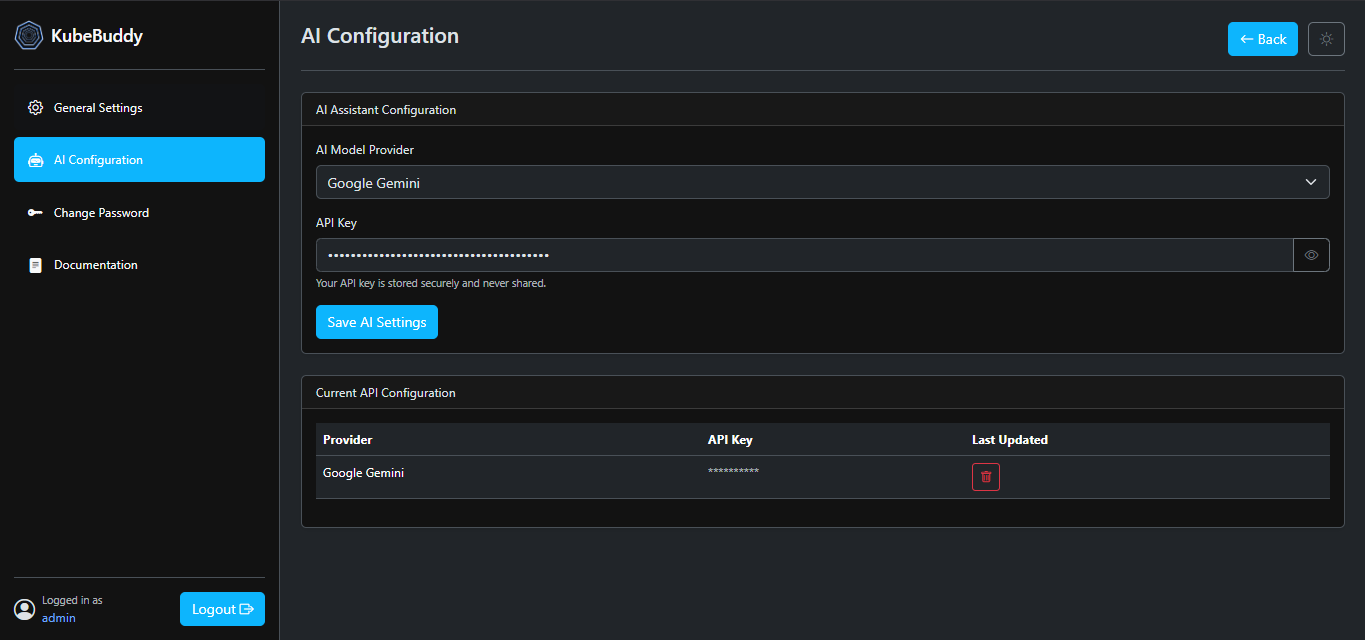 KubeBuddy
General Settings
AI Configuration
Change Password
Documentation
Logged in as
admin
Logout
AI Configuration
← Back
AI Assistant Configuration
AI Model Provider
Google Gemini
API Key
•••••••••••••••••••••••••••••••••••••••
Your API key is stored securely and never shared.
Save AI Settings
Current API Configuration
Provider API Key Last Updated
Google Gemini **********